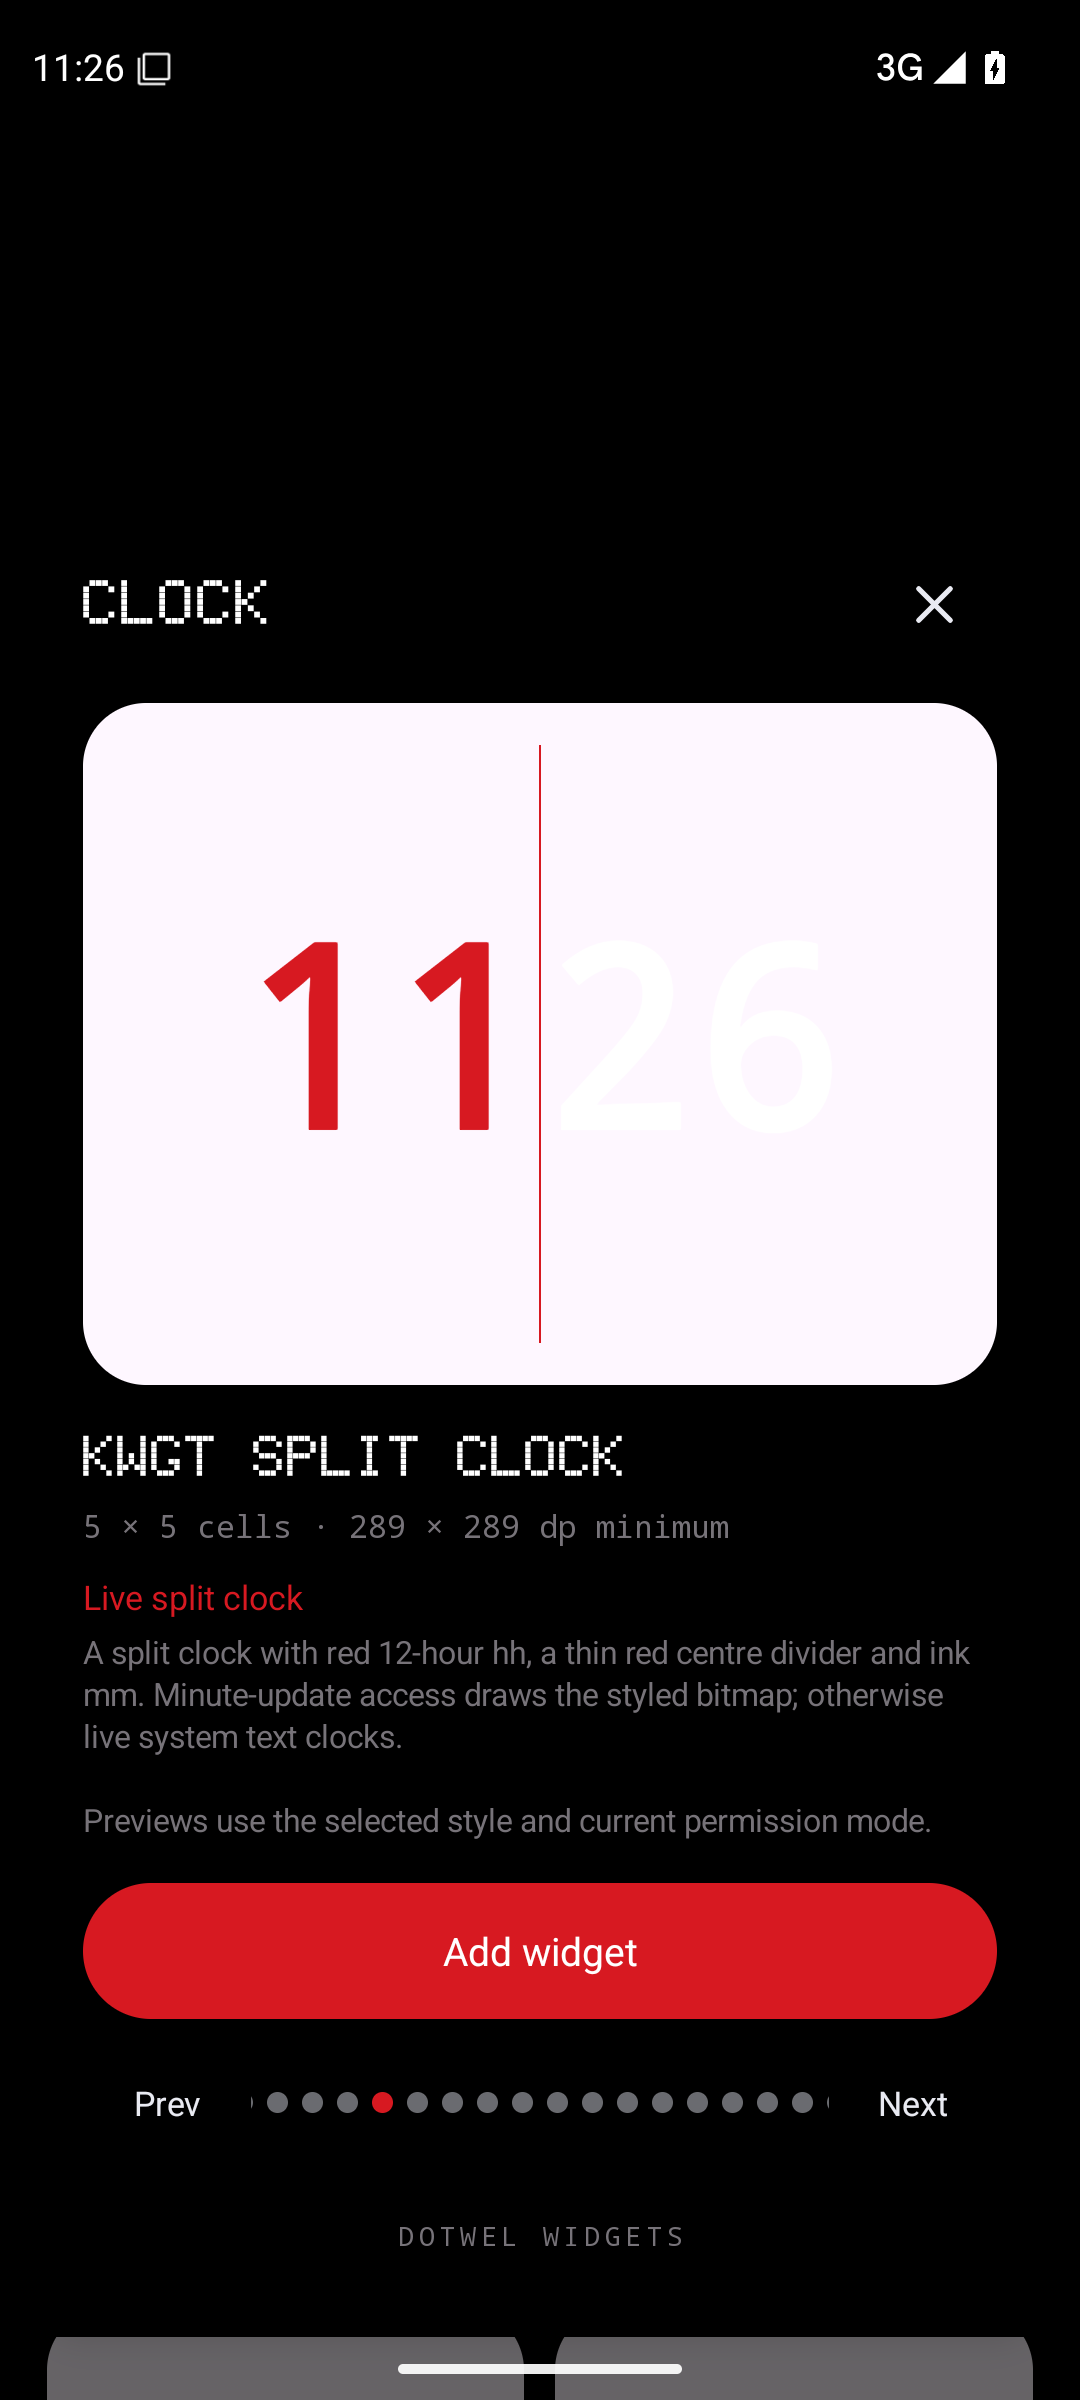 11:26
3G
CLOCK
11 26
KWGT SPLIT CLOCK
5 × 5 cells · 289 × 289 dp minimum
Live split clock
A split clock with red 12-hour hh, a thin red centre divider and ink
mm. Minute-update access draws the styled bitmap; otherwise
live system text clocks.
Previews use the selected style and current permission mode.
Add widget
Prev
Next
DOTWEL WIDGETS